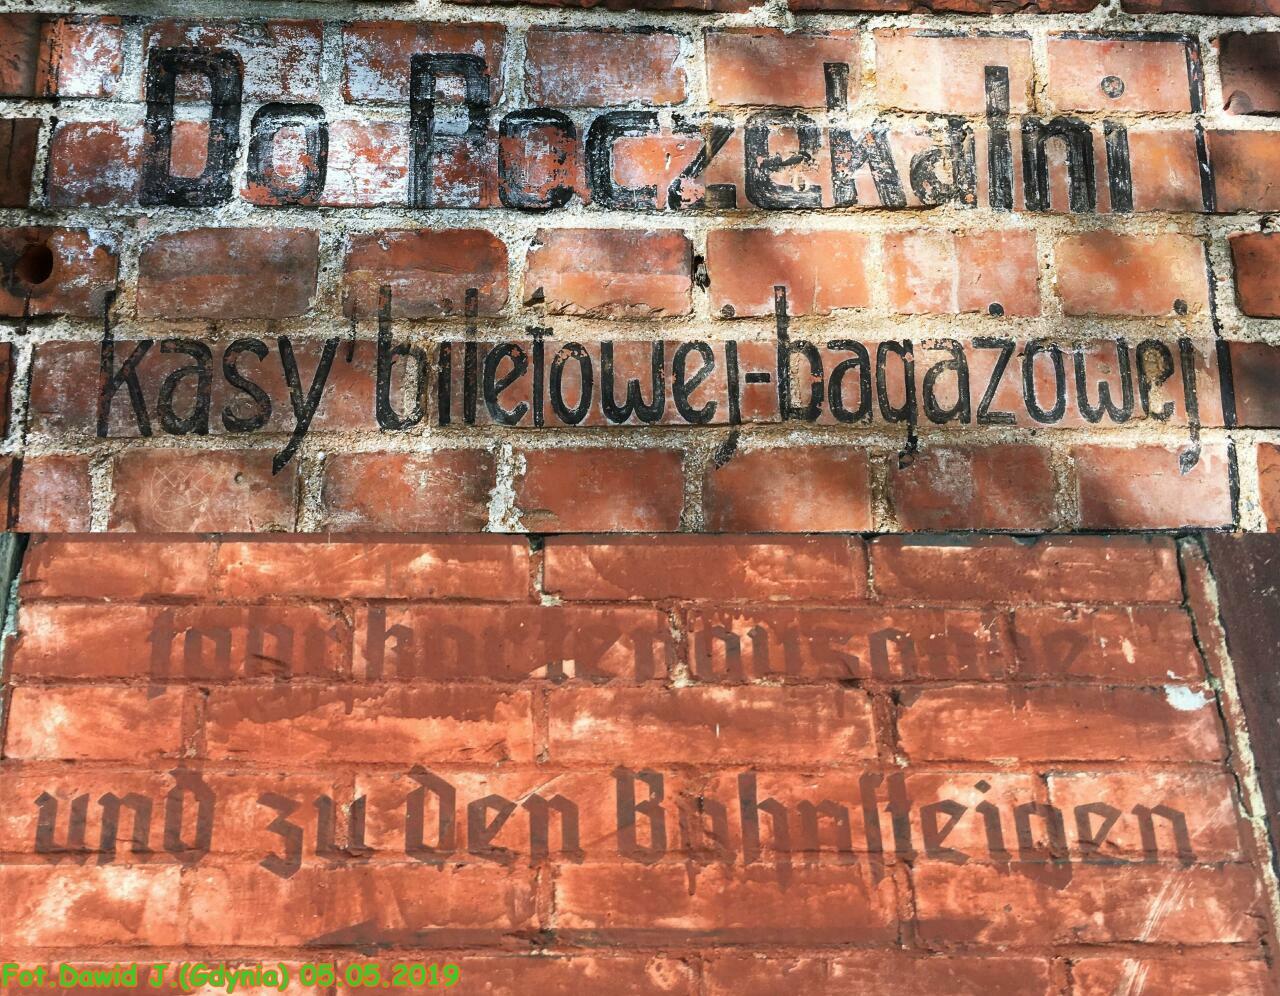 Do Poczekalni
kasy biletowej-bagażowej
fahrkartenausgabe
und zu den Bahnsteigen
Fot.Dawid J.(Gdynia) 05.05.2019